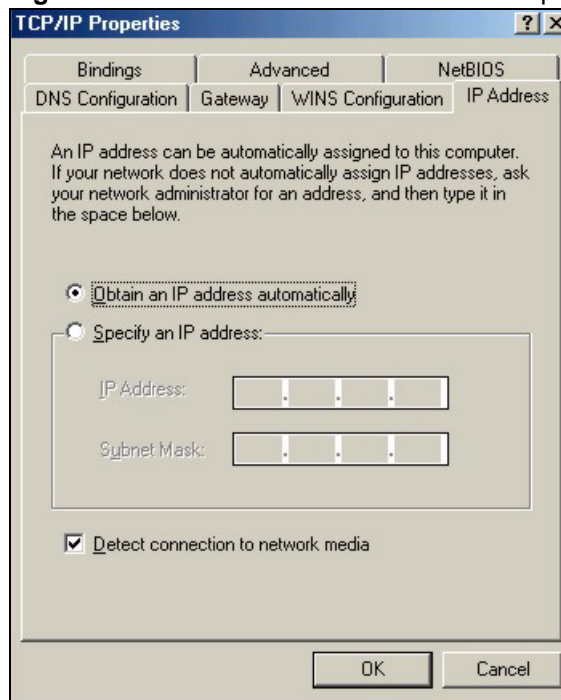 TCP/IP Properties
Bindings
Advanced
NetBIOS
DNS Configuration
Gateway
WINS Configuration
IP Address
An IP address can be automatically assigned to this computer.
If your network does not automatically assign IP addresses, ask
your network administrator for an address, and then type it in
the space below.
Obtain an IP address automatically
Specify an IP address:
IP Address:
. . .
Subnet Mask:
. . .
Detect connection to network media
OK
Cancel